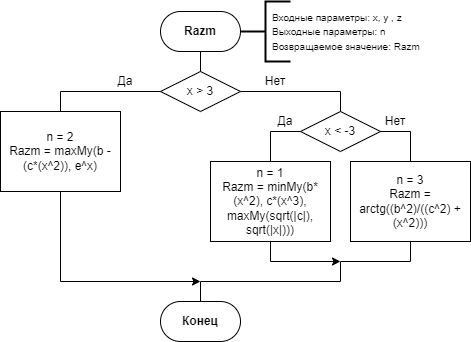 Razm
Входные параметры: x, y , z
Выходные параметры: n
Возвращаемое значение: Razm
Да
x > 3
Нет
n = 2
Razm = maxMy(b -
(c*(x^2)), e^x)
Да
x < -3
Нет
n = 1
Razm = minMy(b*
(x^2), c*(x^3),
maxMy(sqrt(|c|),
sqrt(|x|)))
n = 3
Razm =
arctg((b^2)/((c^2) +
(x^2)))
Конец